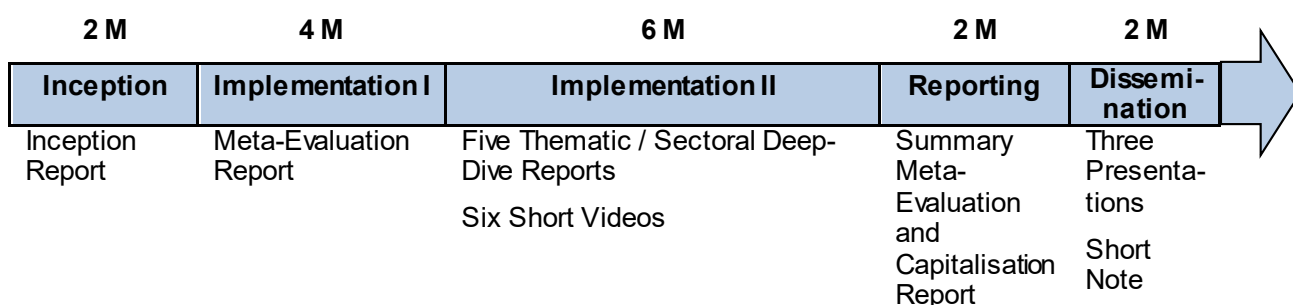 2 M 4 M 6 M 2 M 2 M
Inception Implementation I Implementation II Reporting Dissemi-
nation
Inception
Report
Meta-Evaluation
Report
Five Thematic / Sectoral Deep-
Dive Reports
Six Short Videos
Summary
Meta-
Evaluation
and
Capitalisation
Report
Three
Presenta-
tions
Short
Note